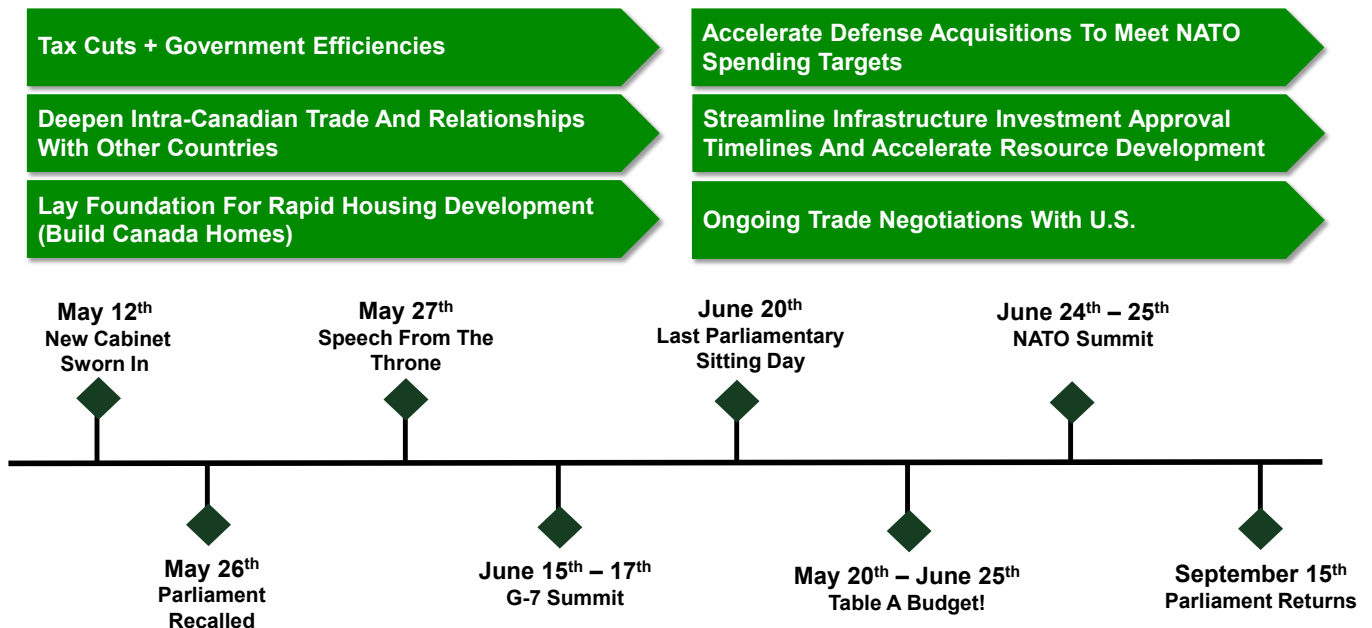 Tax Cuts + Government Efficiencies
Accelerate Defense Acquisitions To Meet NATO
Spending Targets
Deepen Intra-Canadian Trade And Relationships
With Other Countries
Streamline Infrastructure Investment Approval
Timelines And Accelerate Resource Development
Lay Foundation For Rapid Housing Development
(Build Canada Homes)
Ongoing Trade Negotiations With U.S.
May 12th
New Cabinet
Sworn In
May 27th
Speech From The
Throne
June 20th
Last Parliamentary
Sitting Day
June 24th – 25th
NATO Summit
May 26th
Parliament
Recalled
June 15th – 17th
G-7 Summit
May 20th – June 25th
Table A Budget!
September 15th
Parliament Returns